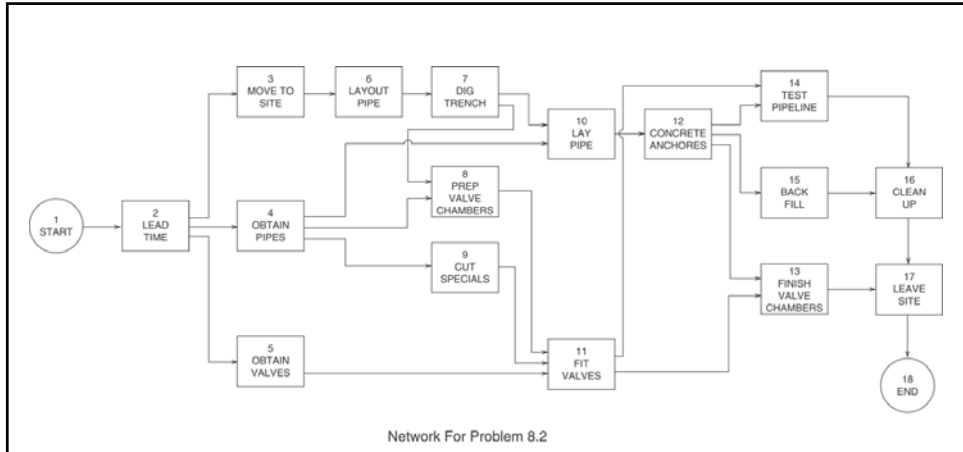 3
MOVE TO
SITE
6
LAYOUT
PIPE
7
DIG
TRENCH
14
TEST
PIPELINE
10
LAY
PIPE
12
CONCRETE
ANCHORES
8
PREP
VALVE
CHAMBERS
15
BACK
FILL
16
CLEAN
UP
1
START
2
LEAD
TIME
4
OBTAIN
PIPES
9
CUT
SPECIALS
13
FINISH
VALVE
CHAMBERS
17
LEAVE
SITE
5
OBTAIN
VALVES
11
FIT
VALVES
18
END
Network For Problem 8.2